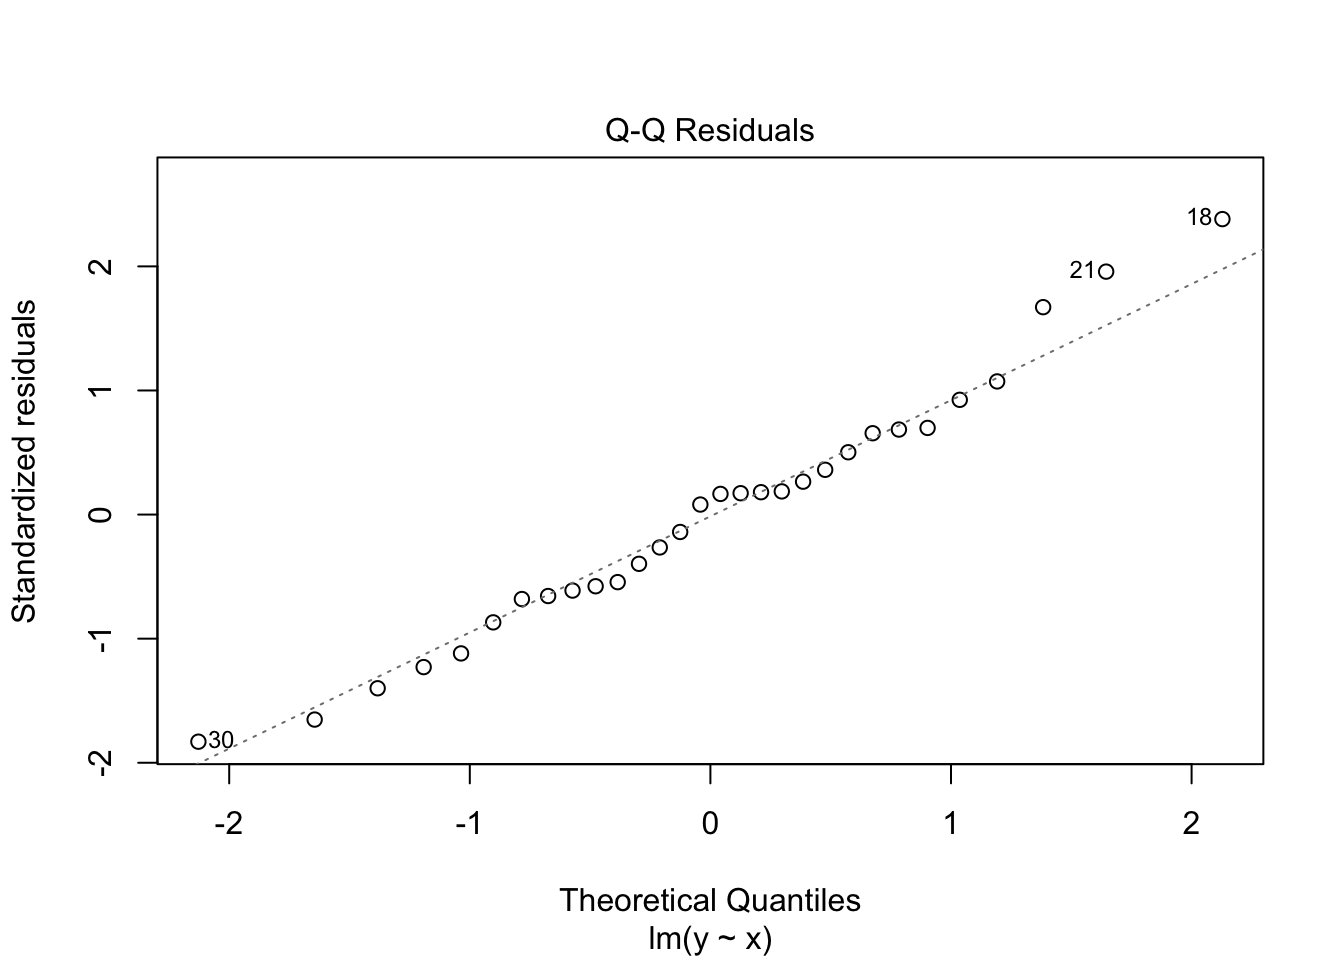 Q-Q Residuals
Standardized residuals
2
1
0
-1
-2
18
21
30
-2 -1 0 1 2
Theoretical Quantiles
lm(y ~ x)